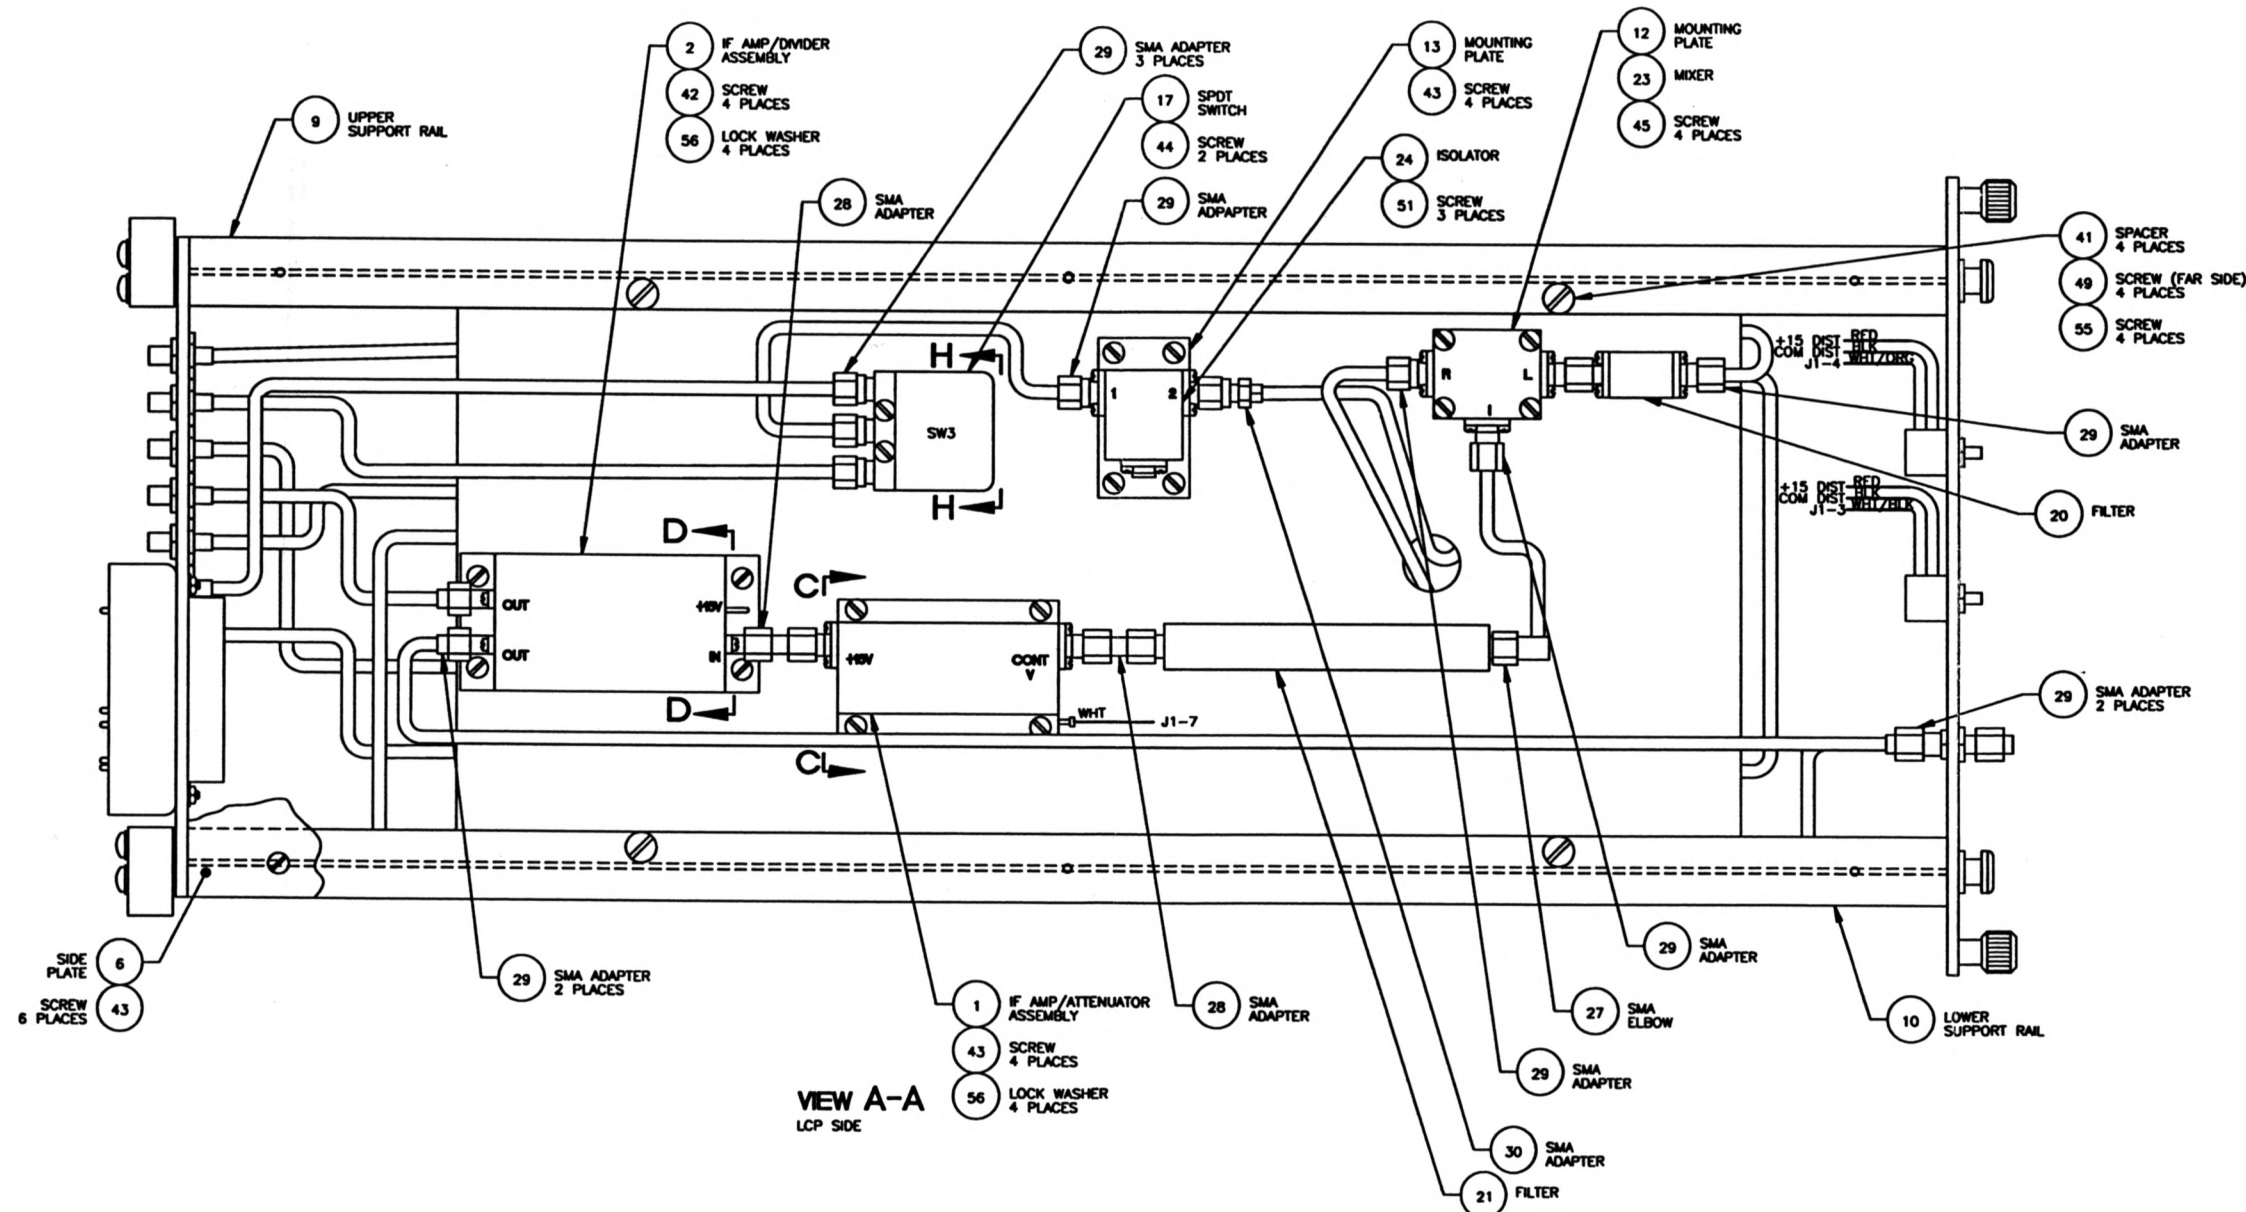 2 IF AMP/DIVIDER
ASSEMBLY
42 SCREW
4 PLACES
56 LOCK WASHER
4 PLACES
9 UPPER
SUPPORT RAIL
29 SMA ADAPTER
3 PLACES
17 SPDT
SWITCH
44 SCREW
2 PLACES
28 SMA
ADAPTER
29 SMA
ADPAPTER
13 MOUNTING
PLATE
43 SCREW
4 PLACES
24 ISOLATOR
51 SCREW
3 PLACES
12 MOUNTING
PLATE
23 MIXER
45 SCREW
4 PLACES
41 SPACER
4 PLACES
49 SCREW (FAR SIDE)
4 PLACES
55 SCREW
4 PLACES
+15 DIST RED
COM DIST BLK
J1-4 WHT/ORG
29 SMA
ADAPTER
+15 DIST RED
COM DIST BLK
J1-3 WHT/BLK
20 FILTER
H
SW3
H
1 2
R L
I
D
OUT +15V
OUT IN
D
C
+15V CONT
V
WHT J1-7
C
29 SMA ADAPTER
2 PLACES
SIDE
PLATE 6
SCREW
6 PLACES 43
29 SMA ADAPTER
2 PLACES
1 IF AMP/ATTENUATOR
ASSEMBLY
43 SCREW
4 PLACES
56 LOCK WASHER
4 PLACES
28 SMA
ADAPTER
29 SMA
ADAPTER
27 SMA
ELBOW
29 SMA
ADAPTER
10 LOWER
SUPPORT RAIL
30 SMA
ADAPTER
21 FILTER
VIEW A-A
LCP SIDE